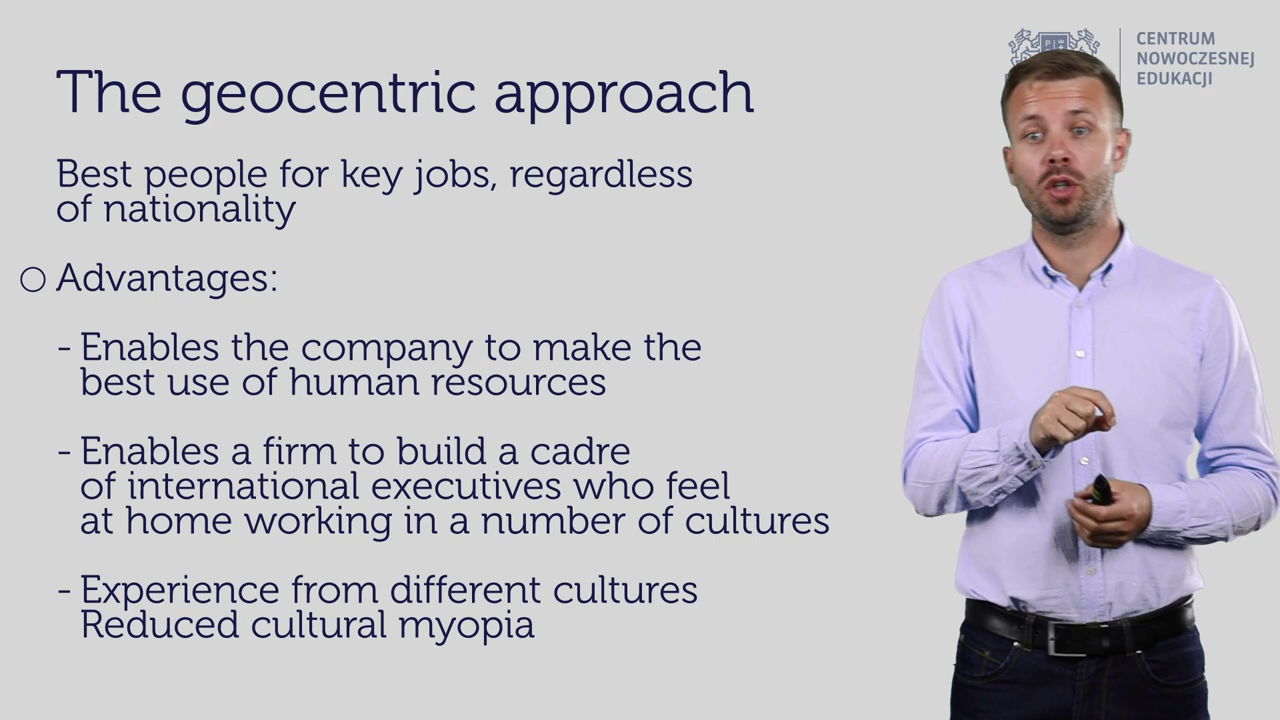 The geocentric approach
Best people for key jobs, regardless
of nationality
Advantages:
- Enables the company to make the
best use of human resources
- Enables a firm to build a cadre
of international executives who feel
at home working in a number of cultures
- Experience from different cultures
Reduced cultural myopia
CENTRUM
NOWOCZESNEJ
EDUKACJI